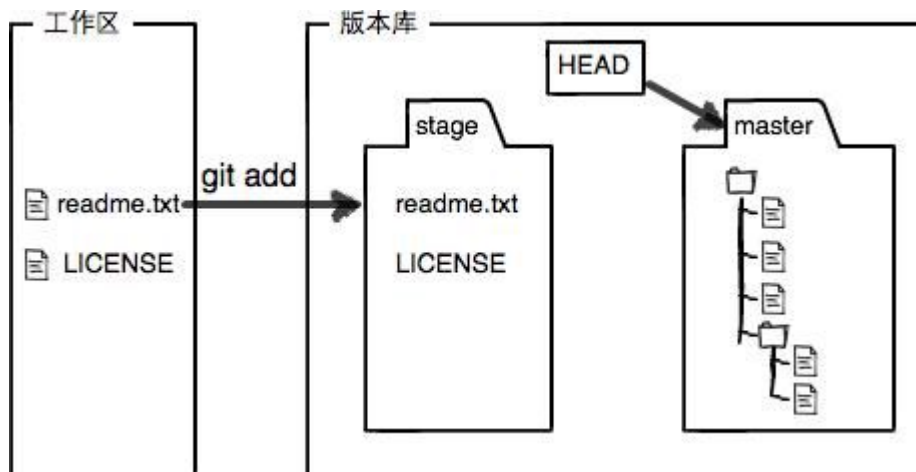 工作区
版本库
HEAD
stage
master
git add
readme.txt
readme.txt
LICENSE
LICENSE